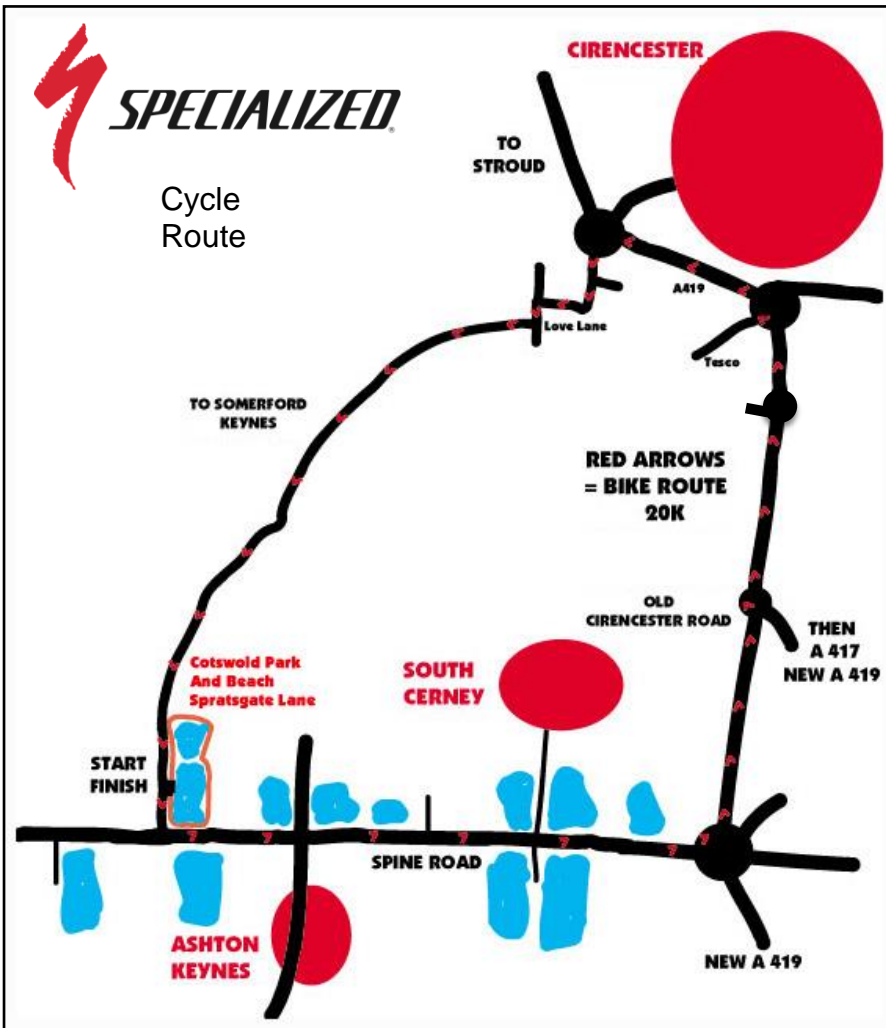 SPECIALIZED
Cycle
Route
CIRENCESTER
TO
STROUD
A419
Love Lane
Tesco
TO SOMERFORD
KEYNES
RED ARROWS
= BIKE ROUTE
20K
OLD
CIRENCESTER ROAD
THEN
A 417
NEW A 419
Cotswold Park
And Beach
Spratsgate Lane
SOUTH
CERNEY
START
FINISH
SPINE ROAD
ASHTON
KEYNES
NEW A 419